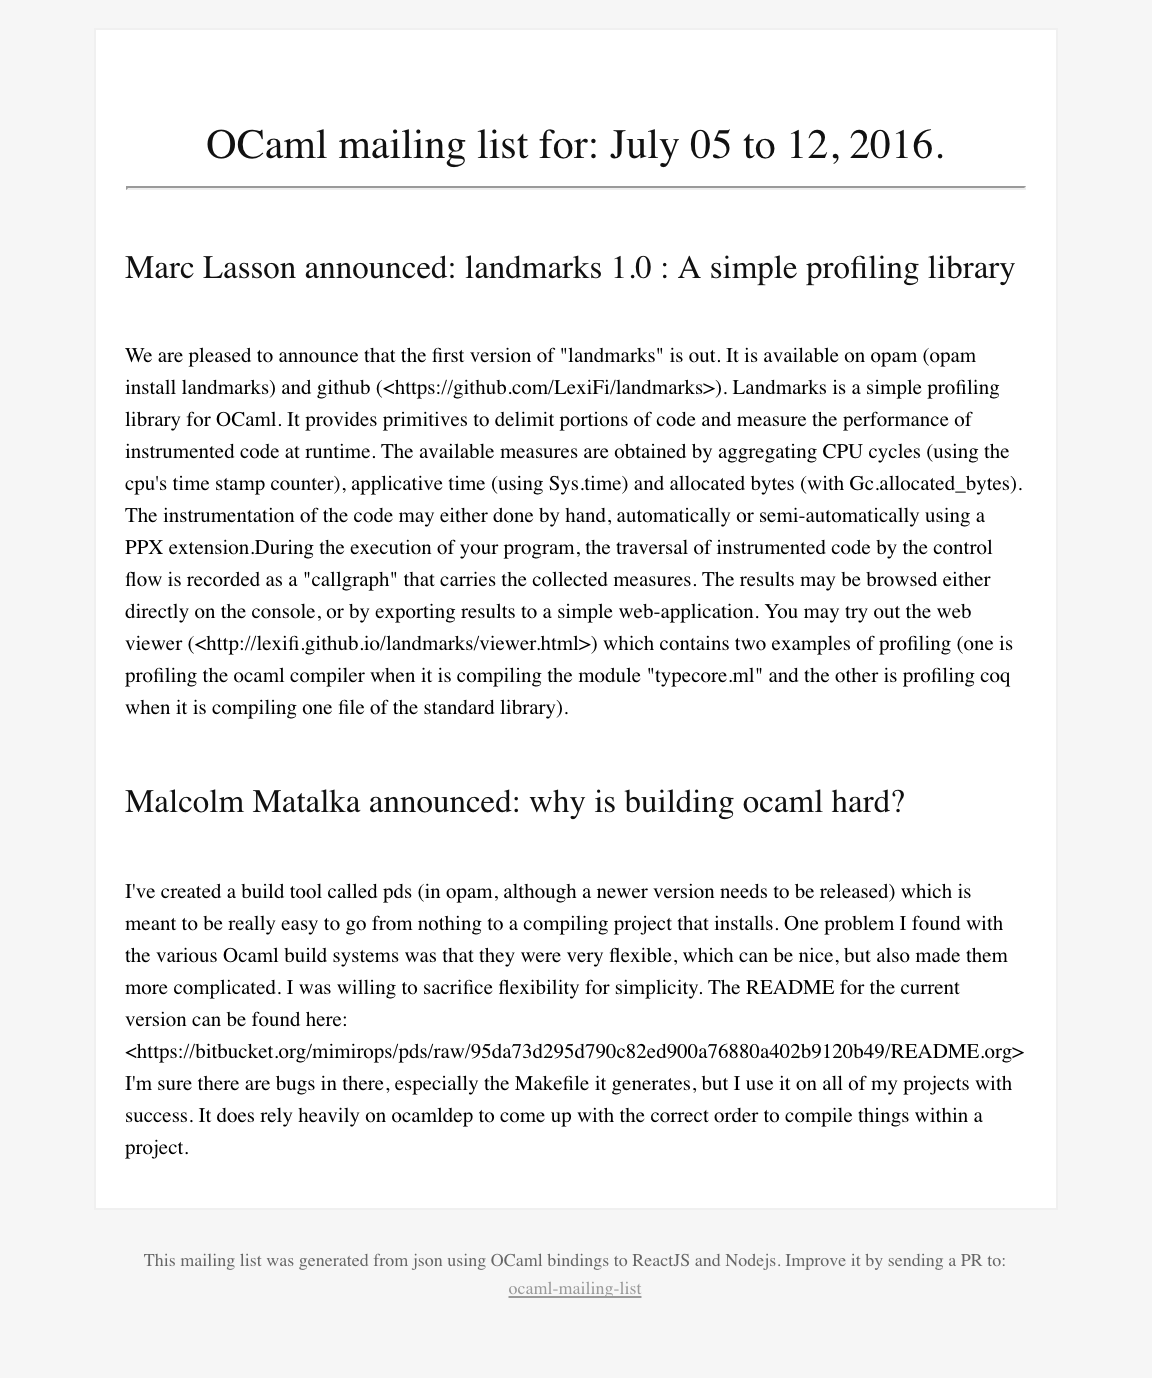 OCaml mailing list for: July 05 to 12, 2016.
Marc Lasson announced: landmarks 1.0 : A simple profiling library
We are pleased to announce that the first version of "landmarks" is out. It is available on opam (opam
install landmarks) and github (<https://github.com/LexiFi/landmarks>). Landmarks is a simple profiling
library for OCaml. It provides primitives to delimit portions of code and measure the performance of
instrumented code at runtime. The available measures are obtained by aggregating CPU cycles (using the
cpu's time stamp counter), applicative time (using Sys.time) and allocated bytes (with Gc.allocated_bytes).
The instrumentation of the code may either done by hand, automatically or semi-automatically using a
PPX extension.During the execution of your program, the traversal of instrumented code by the control
flow is recorded as a "callgraph" that carries the collected measures. The results may be browsed either
directly on the console, or by exporting results to a simple web-application. You may try out the web
viewer (<http://lexifi.github.io/landmarks/viewer.html>) which contains two examples of profiling (one is
profiling the ocaml compiler when it is compiling the module "typecore.ml" and the other is profiling coq
when it is compiling one file of the standard library).
Malcolm Matalka announced: why is building ocaml hard?
I've created a build tool called pds (in opam, although a newer version needs to be released) which is
meant to be really easy to go from nothing to a compiling project that installs. One problem I found with
the various Ocaml build systems was that they were very flexible, which can be nice, but also made them
more complicated. I was willing to sacrifice flexibility for simplicity. The README for the current
version can be found here:
<https://bitbucket.org/mimirops/pds/raw/95da73d295d790c82ed900a76880a402b9120b49/README.org>
I'm sure there are bugs in there, especially the Makefile it generates, but I use it on all of my projects with
success. It does rely heavily on ocamldep to come up with the correct order to compile things within a
project.
This mailing list was generated from json using OCaml bindings to ReactJS and Nodejs. Improve it by sending a PR to:
ocaml-mailing-list